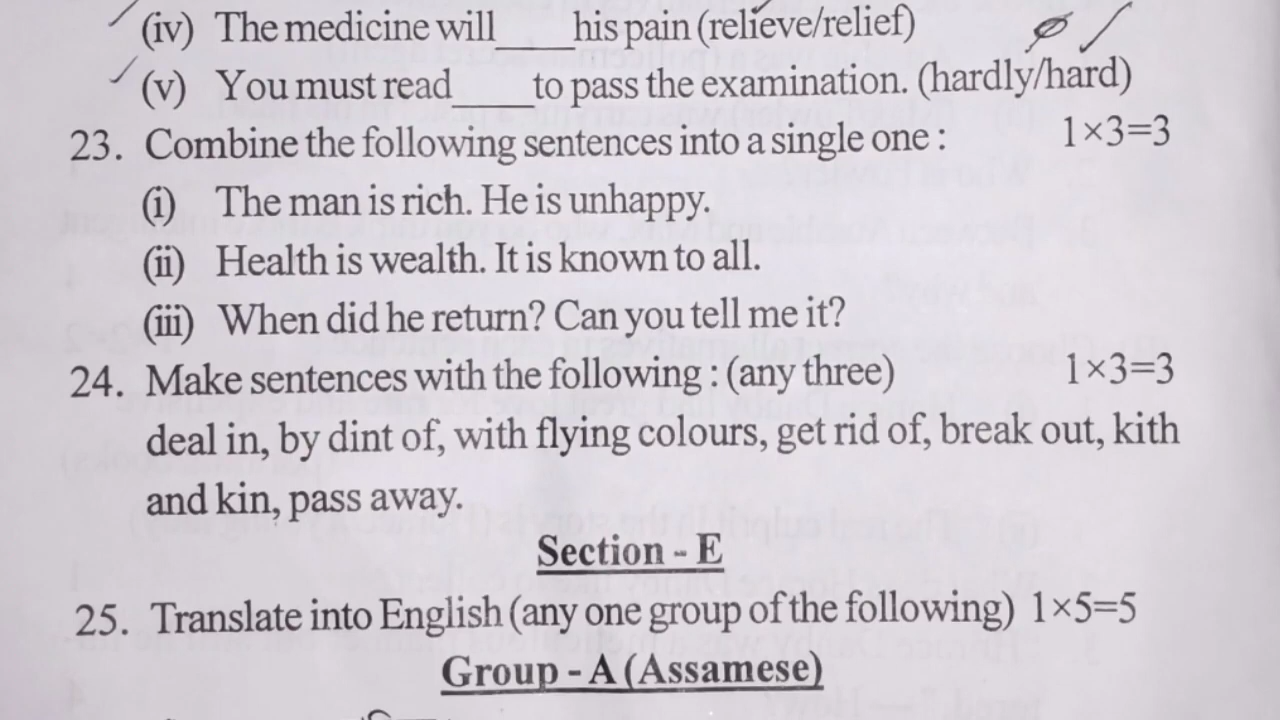 (iv) The medicine will____his pain (relieve/relief)
(v) You must read____to pass the examination. (hardly/hard)
23. Combine the following sentences into a single one : 1×3=3
(i) The man is rich. He is unhappy.
(ii) Health is wealth. It is known to all.
(iii) When did he return? Can you tell me it?
24. Make sentences with the following : (any three) 1×3=3
deal in, by dint of, with flying colours, get rid of, break out, kith
and kin, pass away.
Section - E
25. Translate into English (any one group of the following) 1×5=5
Group - A (Assamese)